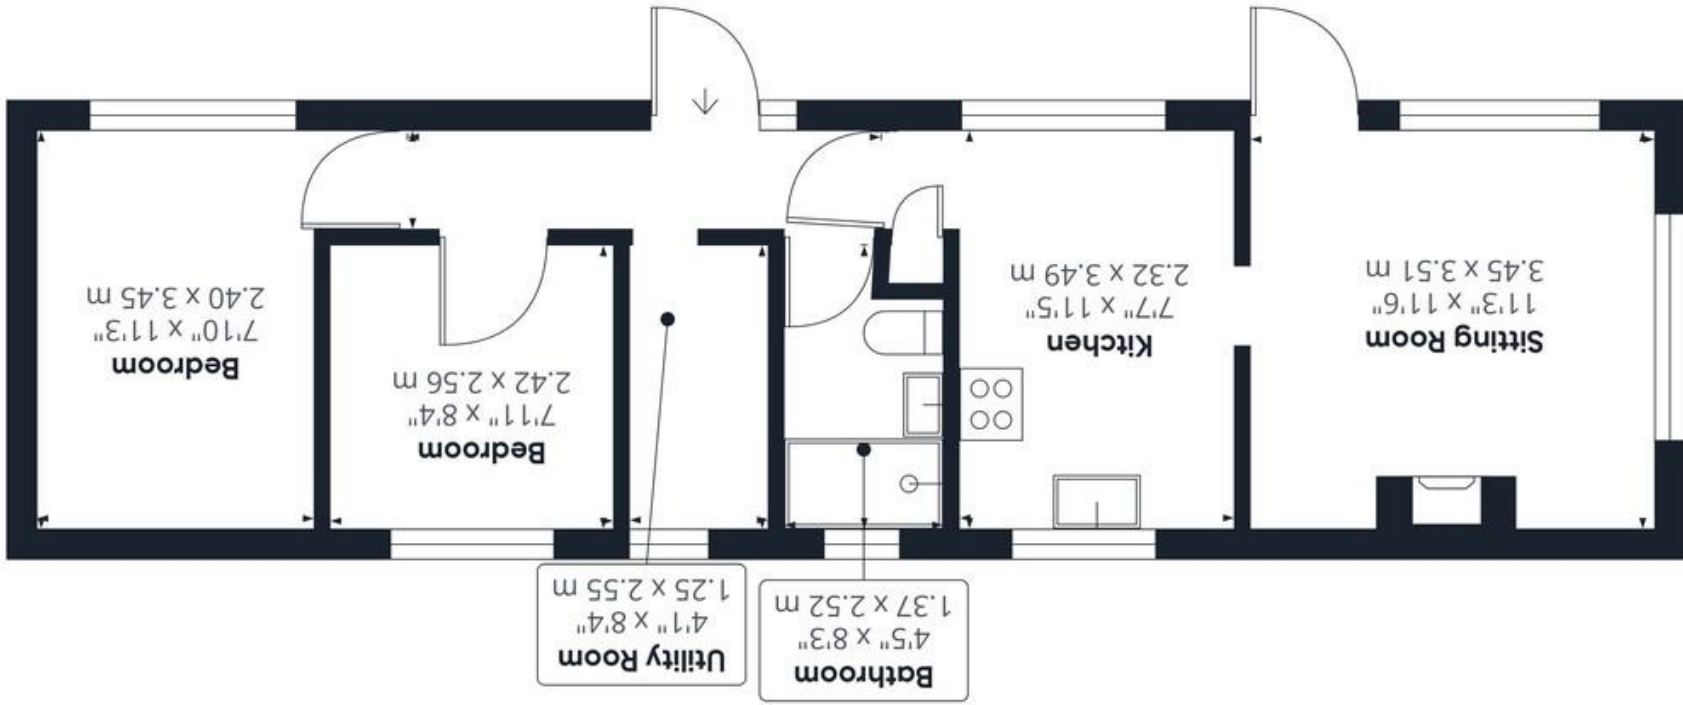 Bathroom
4'5" x 8'3"
1.37 x 2.52 m
Utility Room
4'1" x 8'4"
1.25 x 2.55 m
Sitting Room
11'3" x 11'6"
3.45 x 3.51 m
Kitchen
7'7" x 11'5"
2.32 x 3.49 m
Bedroom
7'11" x 8'4"
2.42 x 2.56 m
Bedroom
7'10" x 11'3"
2.40 x 3.45 m